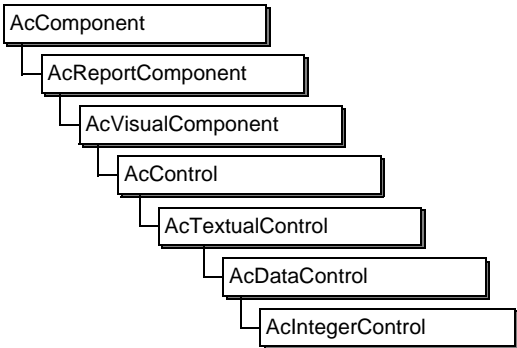 AcComponent
AcReportComponent
AcVisualComponent
AcControl
AcTextualControl
AcDataControl
AcIntegerControl